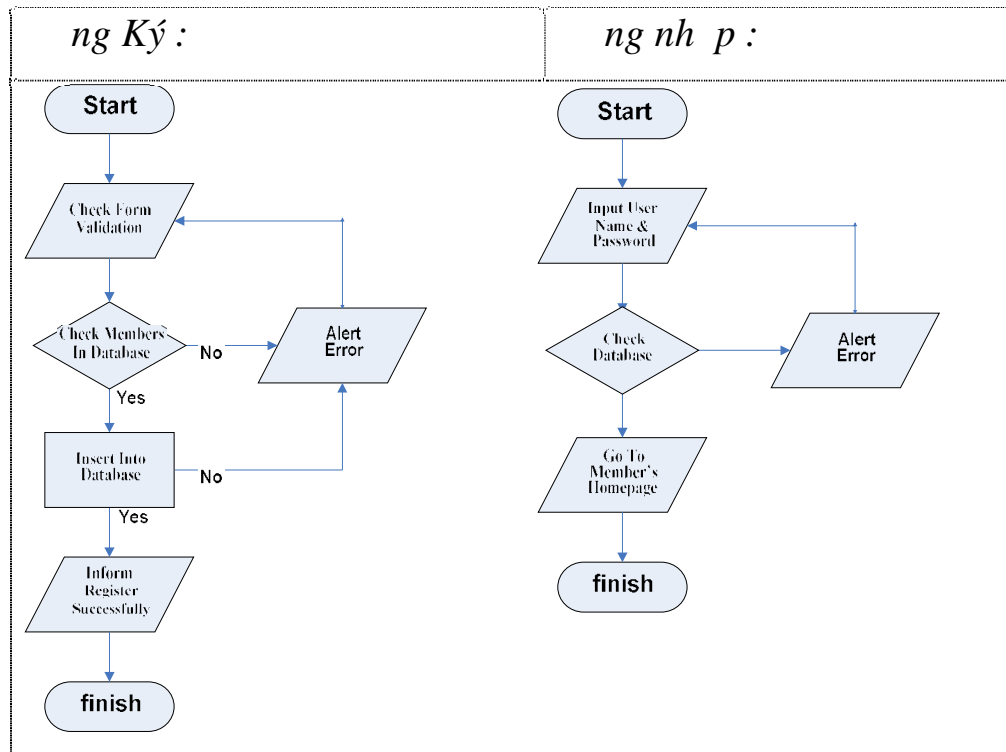 ng Ký :
Start
Check Form
Validation
Check Members
In Database
No
Alert
Error
Yes
Insert Into
Database
No
Yes
Inform
Register
Successfully
finish
ng nh p :
Start
Input User
Name &
Password
Check
Database
Alert
Error
Go To
Member's
Homepage
finish